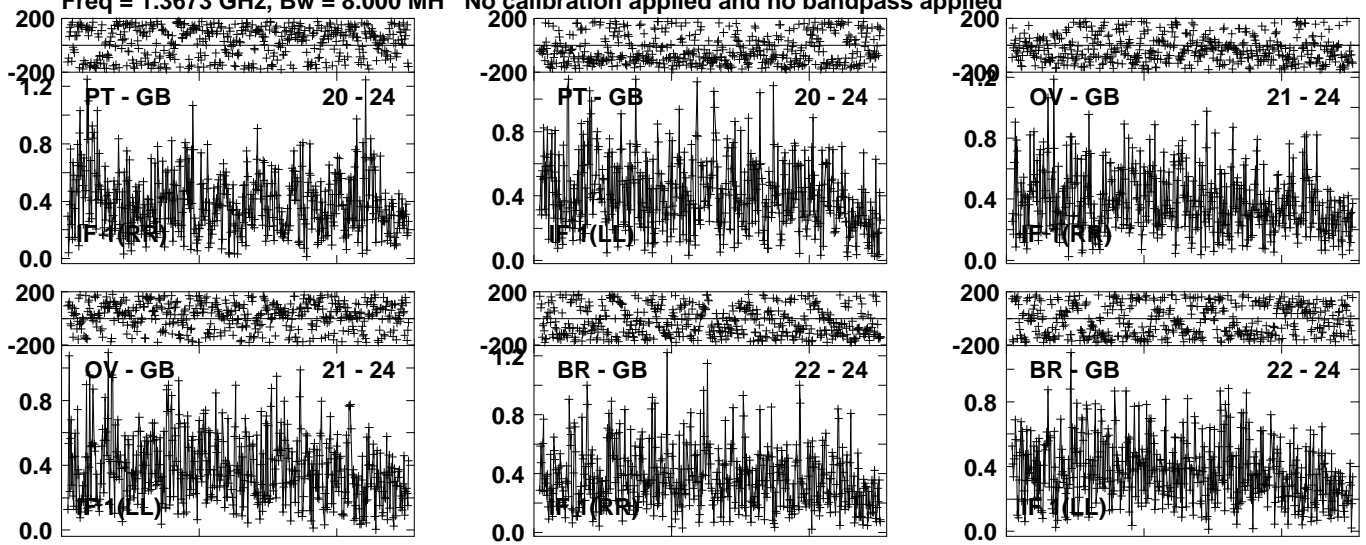 Freq = 1.3673 GHz, Bw = 8.000 MH No calibration applied and no bandpass applied
200 200 200
-200 -200 -200
1.2 1.2
PT - GB 20 - 24 PT - GB 20 - 24 OV - GB 21 - 24
0.8 0.8 0.8
0.4 0.4 0.4
IF 1(RR) IF 1(LL) IF 1(RR)
0.0 0.0 0.0
200 200 200
-200 -200 -200
1.2
OV - GB 21 - 24 BR - GB 22 - 24 BR - GB 22 - 24
0.8 0.8 0.8
0.4 0.4 0.4
IF 1(LL) IF 1(RR) IF 1(LL)
0.0 0.0 0.0